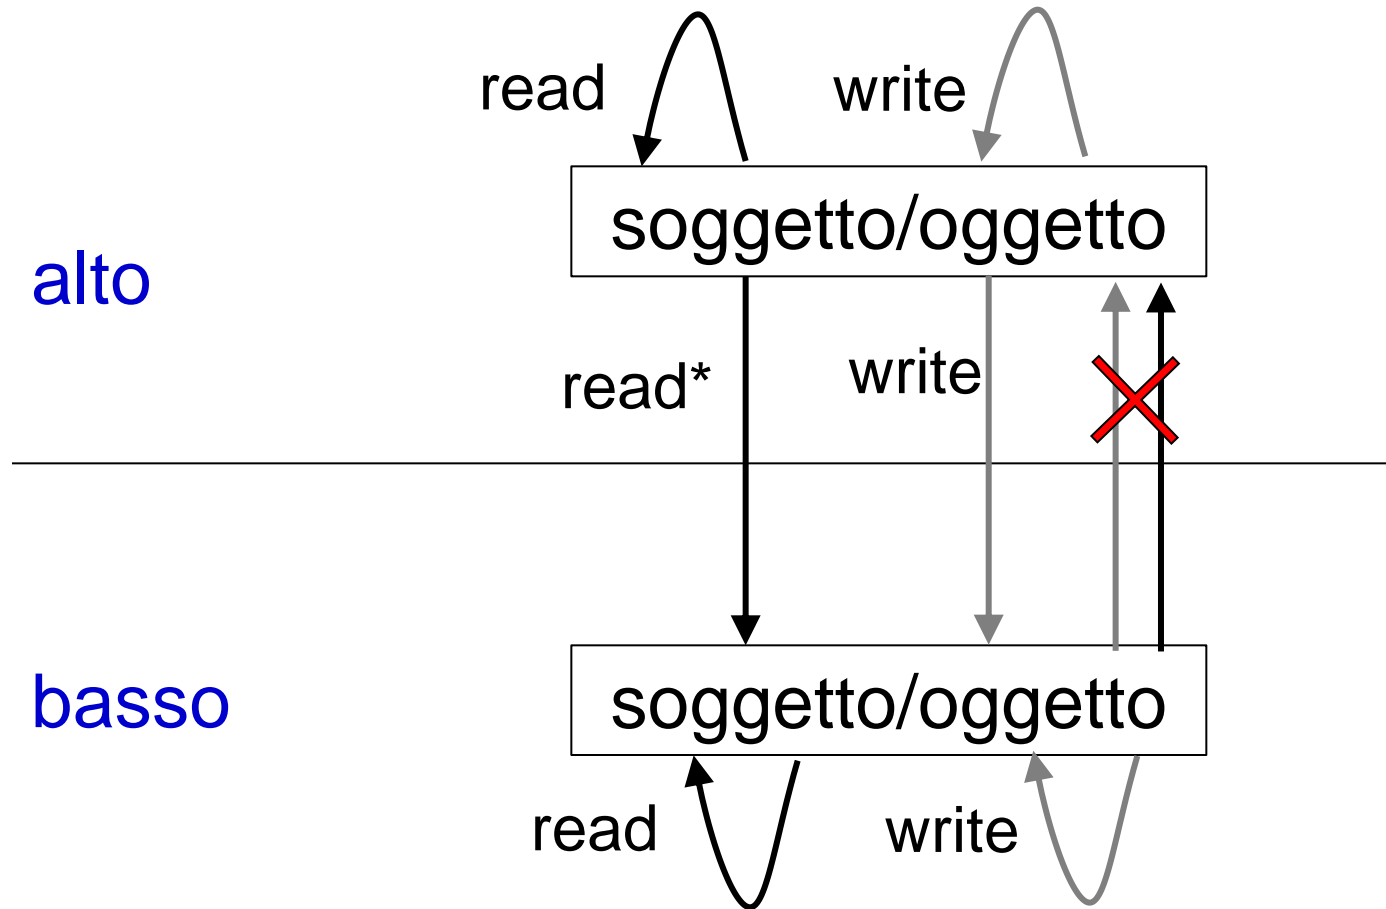 read
write
soggetto/oggetto
alto
read*
write
basso
soggetto/oggetto
read
write